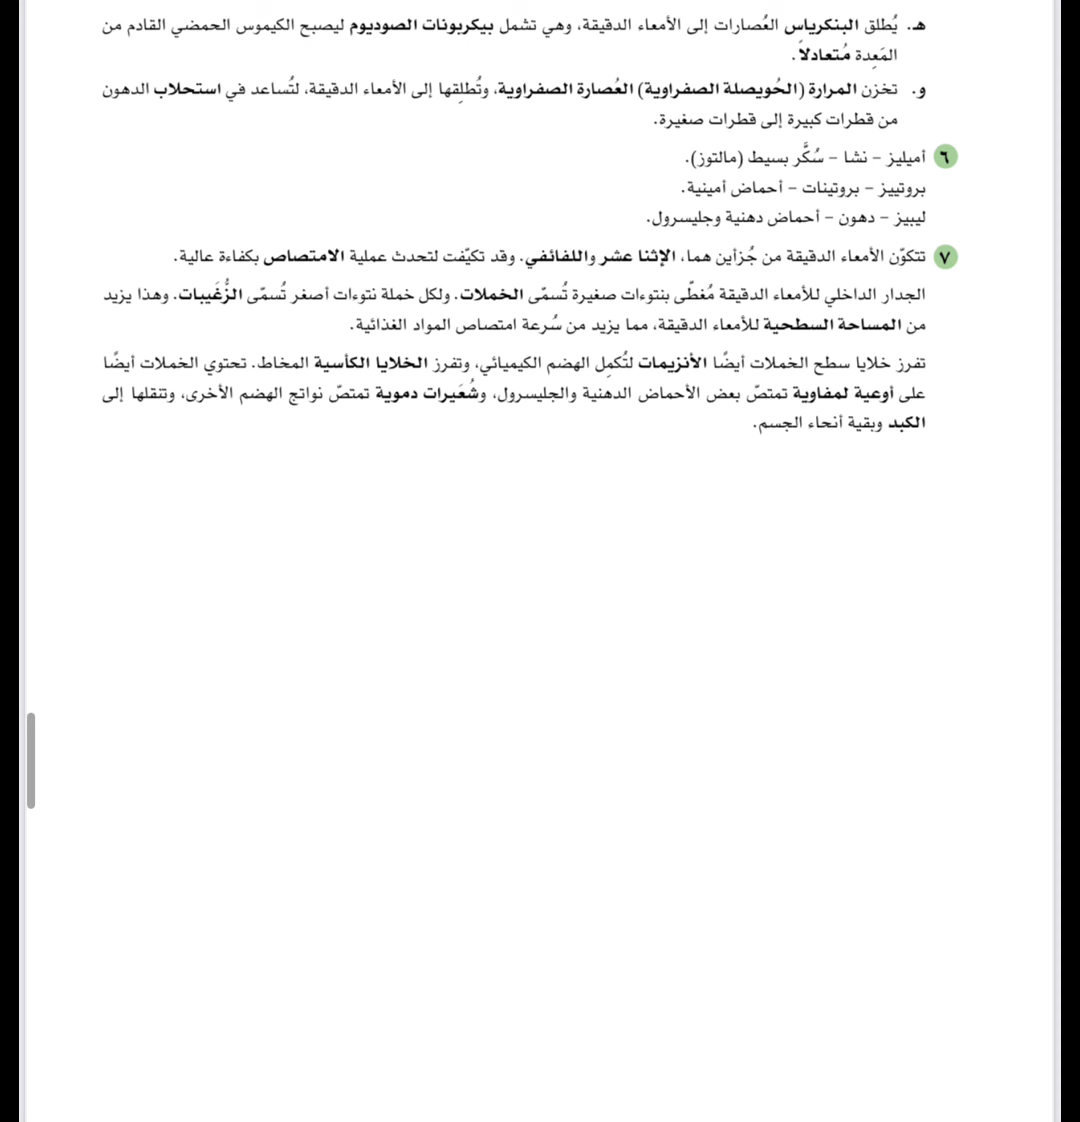 هـ. يُطلق البنكرياس العُصارات إلى الأمعاء الدقيقة، وهي تشمل بيكربونات الصوديوم ليصبح الكيموس الحمضي القادم من
المَعِدة مُتعادلاً.
و. تخزن المرارة (الحُويصلة الصفراوية) العُصارة الصفراوية، وتُطلقِها إلى الأمعاء الدقيقة، لتُساعد في استحلاب الدهون
من قطرات كبيرة إلى قطرات صغيرة.
٦ أميليز - نشا - سُكَّر بسيط (مالتوز).
بروتييز - بروتينات - أحماض أمينية.
ليبيز - دهون - أحماض دهنية وجليسرول.
٧ تتكوّن الأمعاء الدقيقة من جُزأين هما، الإثنا عشر واللفائفي. وقد تكيّفت لتحدث عملية الامتصاص بكفاءة عالية.
الجدار الداخلي للأمعاء الدقيقة مُغطّى بنتوءات صغيرة تُسمّى الخملات. ولكل خملة نتوءات أصغر تُسمّى الزُغَيبات. وهذا يزيد
من المساحة السطحية للأمعاء الدقيقة، مما يزيد من سُرعة امتصاص المواد الغذائية.
تفرز خلايا سطح الخملات أيضًا الأنزيمات لتُكمِل الهضم الكيميائي، وتفرز الخلايا الكأسية المخاط. تحتوي الخملات أيضًا
على أوعية لمفاوية تمتصّ بعض الأحماض الدهنية والجليسرول، وشُعَيرات دموية تمتصّ نواتج الهضم الأخرى، وتنقلها إلى
الكبد وبقية أنحاء الجسم.